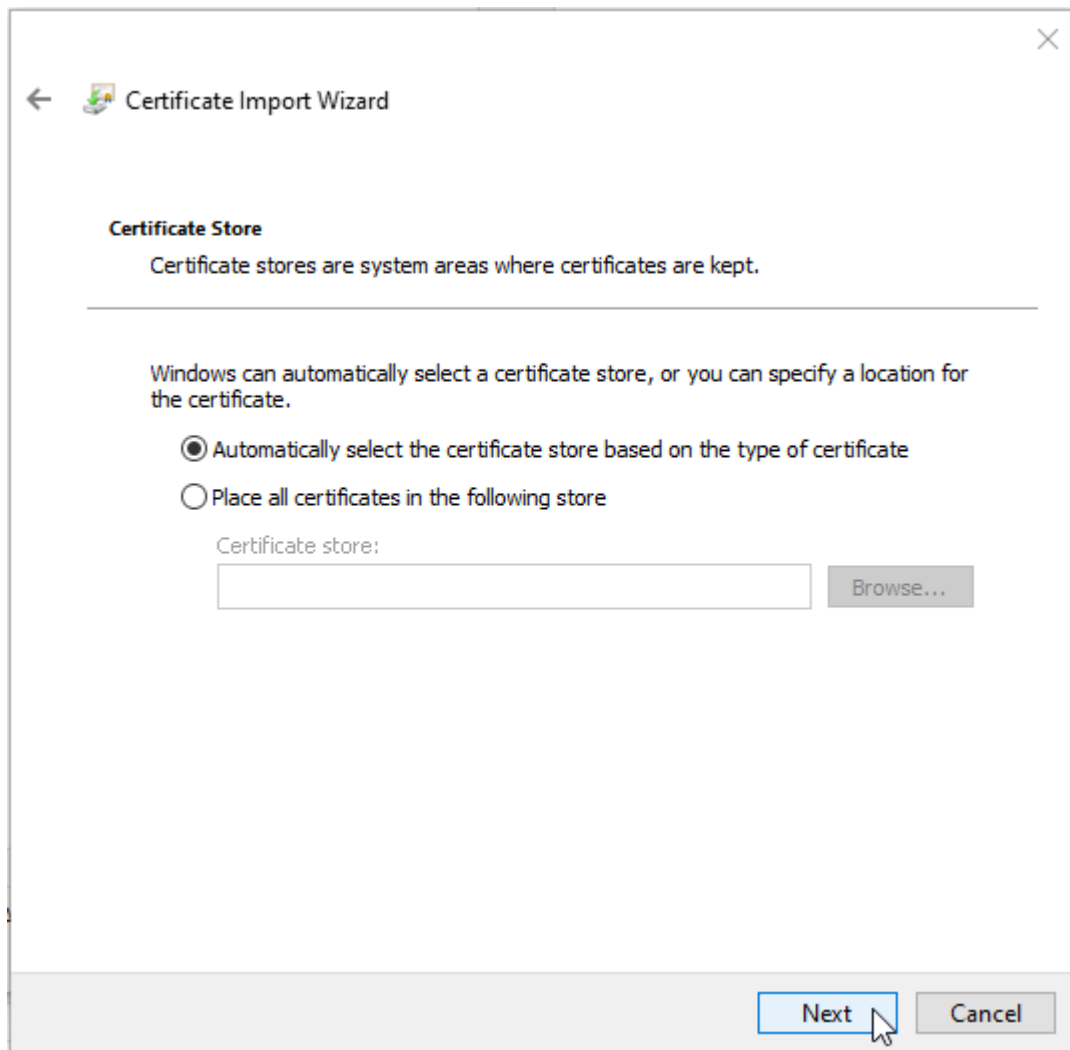 Certificate Import Wizard
Certificate Store
Certificate stores are system areas where certificates are kept.
Windows can automatically select a certificate store, or you can specify a location for
the certificate.
Automatically select the certificate store based on the type of certificate
Place all certificates in the following store
Certificate store:
Browse...
Next
Cancel